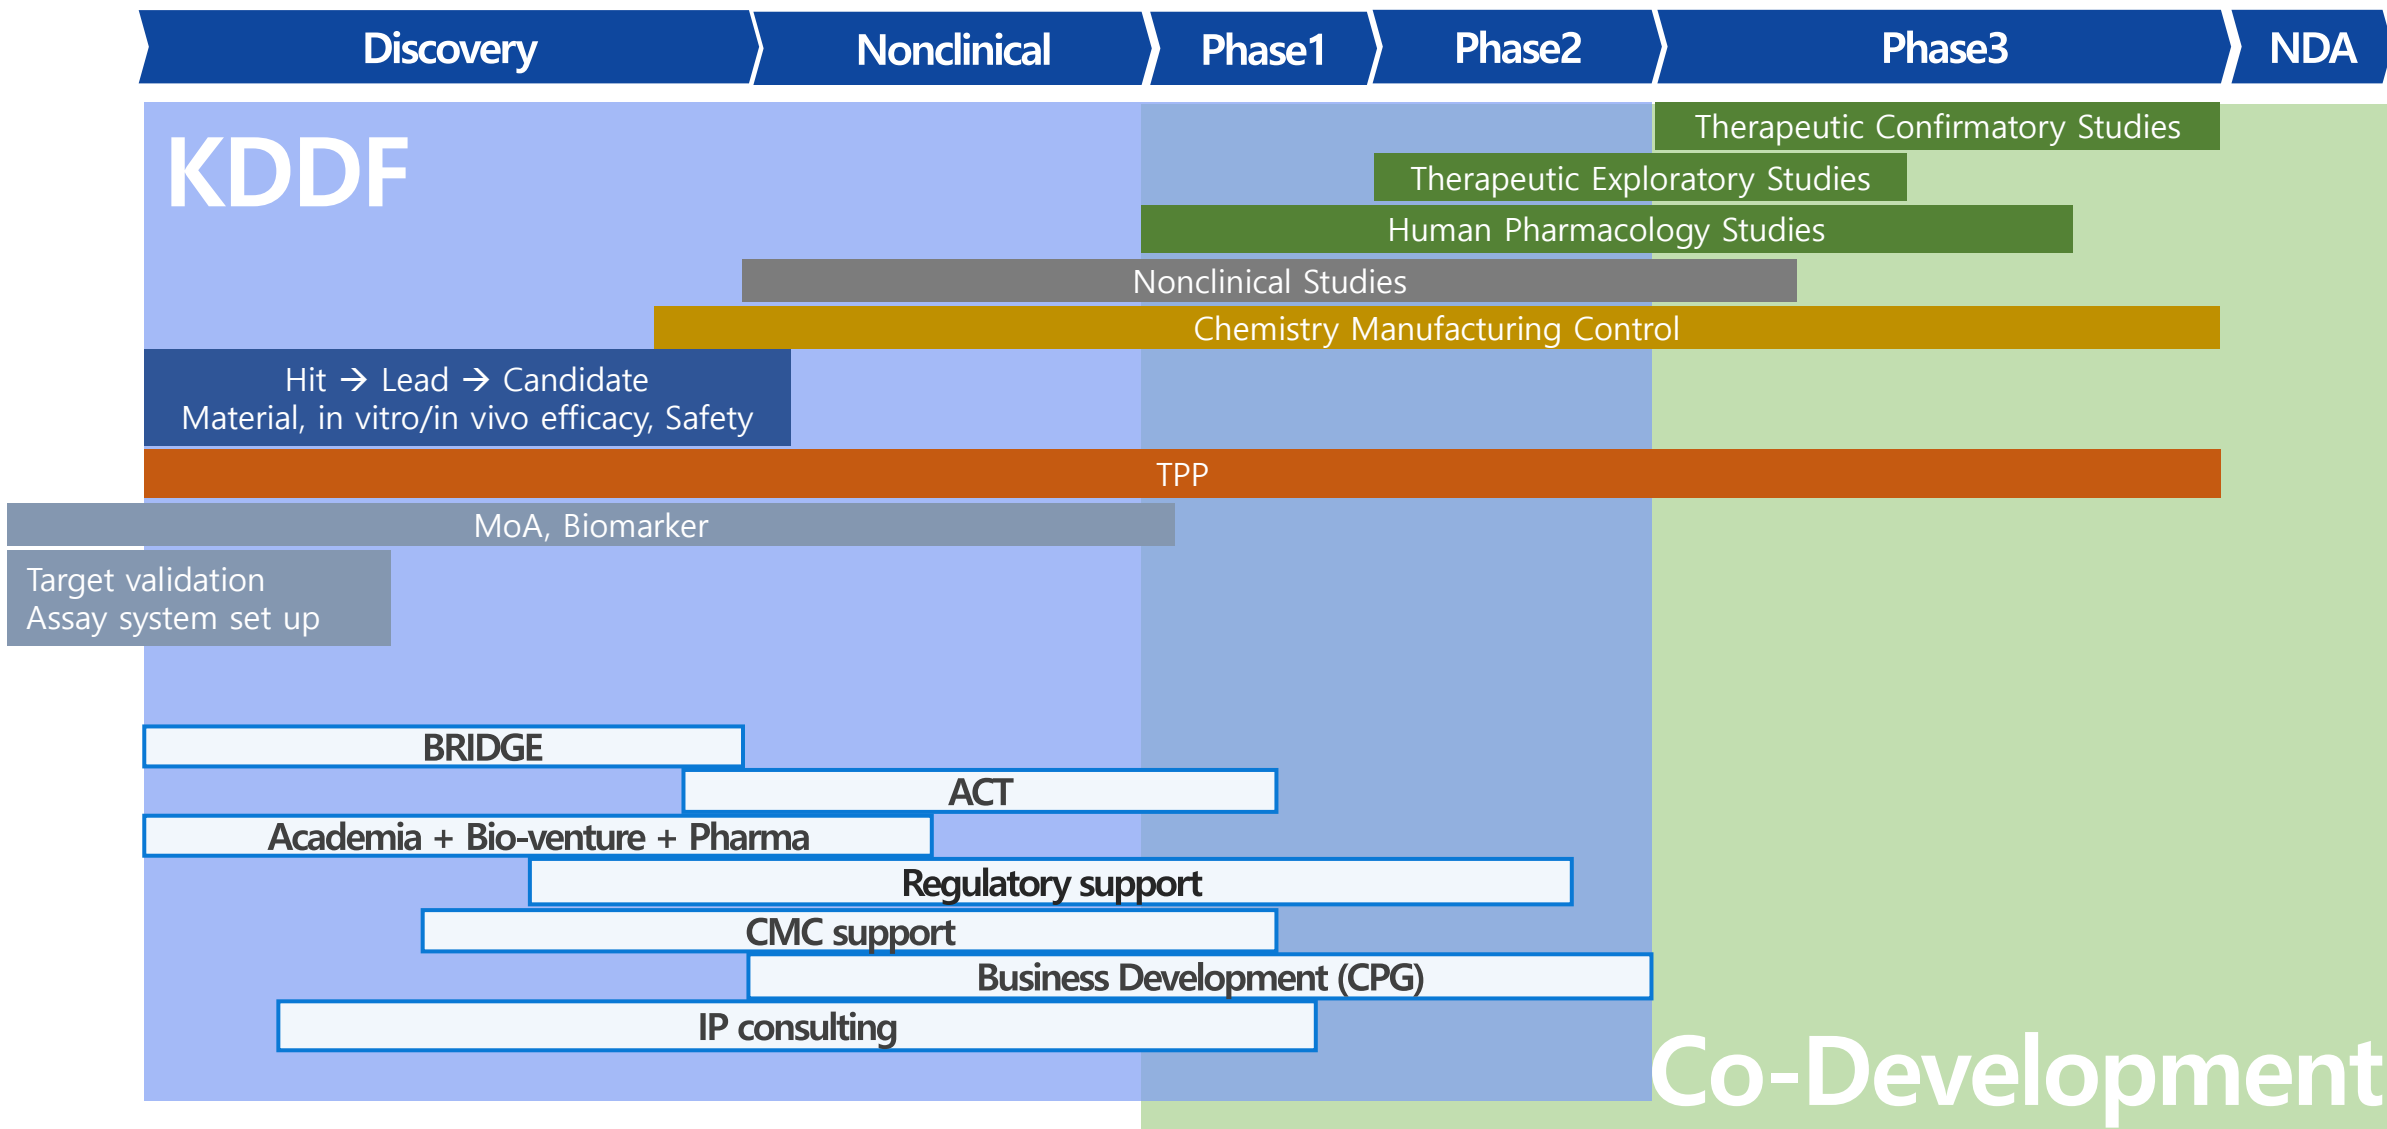 Discovery
Nonclinical
Phase1
Phase2
Phase3
NDA
KDDF
Therapeutic Confirmatory Studies
Therapeutic Exploratory Studies
Human Pharmacology Studies
Nonclinical Studies
Chemistry Manufacturing Control
Hit → Lead → Candidate
Material, in vitro/in vivo efficacy, Safety
TPP
MoA, Biomarker
Target validation
Assay system set up
BRIDGE
ACT
Academia + Bio-venture + Pharma
Regulatory support
CMC support
Business Development (CPG)
IP consulting
Co-Development